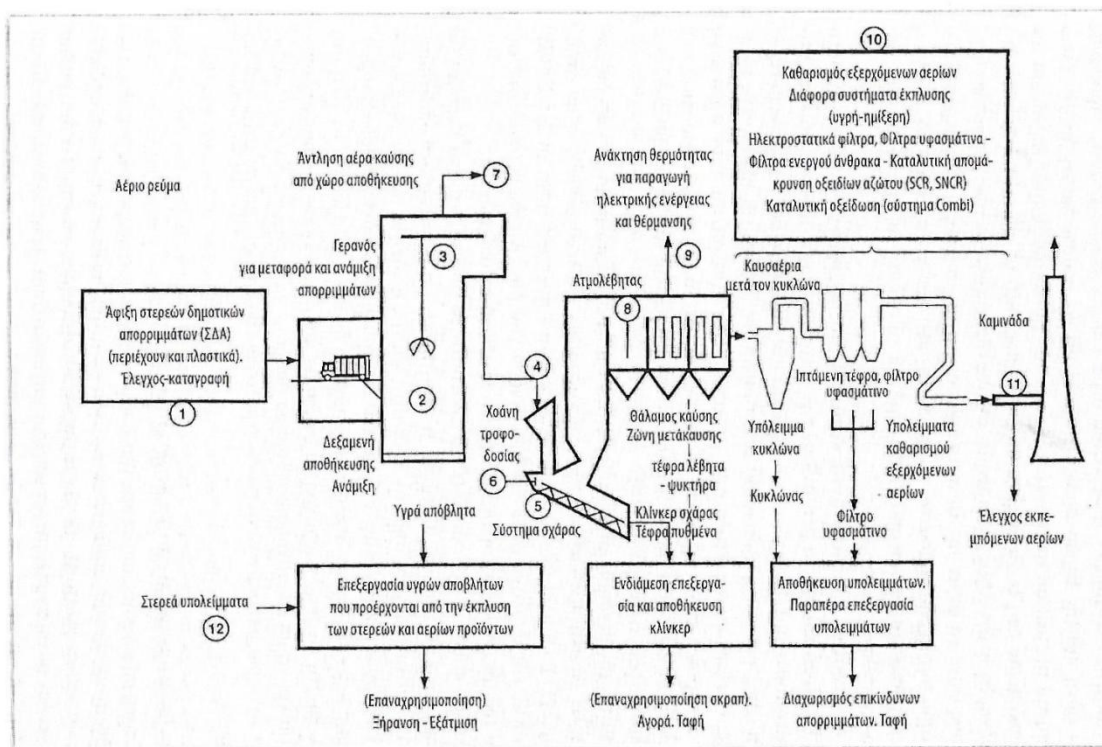 10
Καθαρισμός εξερχόμενων αερίων
Διάφορα συστήματα έκπλυσης
(υγρή-ημίξερη)
Ηλεκτροστατικά φίλτρα, Φίλτρα υφασμάτινα -
Φίλτρα ενεργού άνθρακα - Καταλυτική απομά-
κρυνση οξειδίων αζώτου (SCR, SNCR)
Καταλυτική οξείδωση (σύστημα Combi)
Αέριο ρεύμα
Άντληση αέρα καύσης
από χώρο αποθήκευσης
7
Ανάκτηση θερμότητας
για παραγωγή
ηλεκτρικής ενέργειας
και θέρμανσης
9
Γερανός
για μεταφορά και ανάμιξη
απορριμμάτων
3
Ατμολέβητας
8
Καυσαέρια
μετά τον κυκλώνα
Καμινάδα
Άφιξη στερεών δημοτικών
απορριμμάτων (ΣΔΑ)
(περιέχουν και πλαστικά).
Έλεγχος-καταγραφή
1
2
Δεξαμενή
αποθήκευσης
Ανάμιξη
4
Χοάνη
τροφο-
δοσίας
6
5
Σύστημα σχάρας
Θάλαμος καύσης
Ζώνη μετάκαυσης
τέφρα λέβητα
- ψυκτήρα
Κλίνκερ σχάρας
Τέφρα πυθμένα
Υπόλειμμα
κυκλώνα
Κυκλώνας
Ιπτάμενη τέφρα, φίλτρο
υφασμάτινο
Υπολείμματα
καθαρισμού
εξερχόμενων
αερίων
Φίλτρο
υφασμάτινο
11
Έλεγχος εκπε-
μπόμενων αερίων
Υγρά απόβλητα
Στερεά υπολείμματα
12
Επεξεργασία υγρών αποβλήτων
που προέρχονται από την έκπλυση
των στερεών και αερίων προϊόντων
Ενδιάμεση επεξεργα-
σία και αποθήκευση
κλίνκερ
Αποθήκευση υπολειμμάτων.
Παραπέρα επεξεργασία
υπολειμμάτων
(Επαναχρησιμοποίηση)
Ξήρανση - Εξάτμιση
(Επαναχρησιμοποίηση σκραπ).
Αγορά. Ταφή
Διαχωρισμός επικίνδυνων
απορριμμάτων. Ταφή